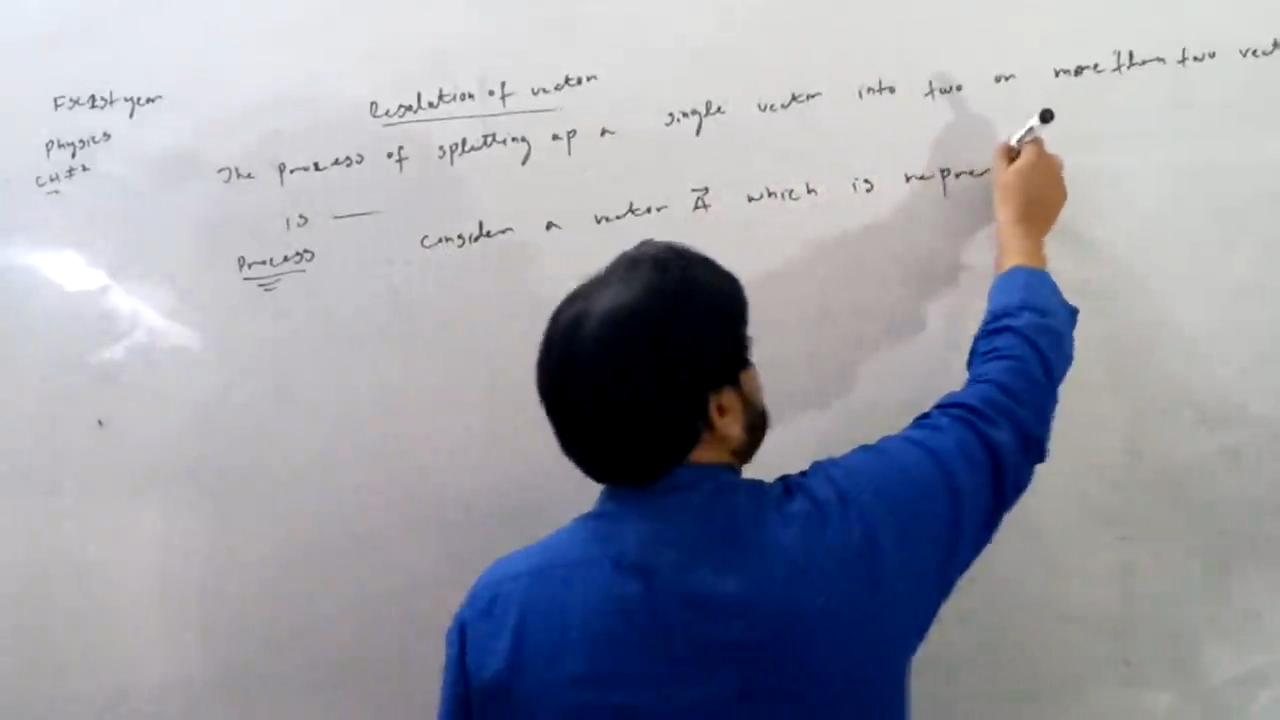 FSc 1st year
Physics
CH # 2
Resolution of vector
The process of splitting up a single vector into two or more than two vect
is —
Process
Consider a vector A⃗ which is repres